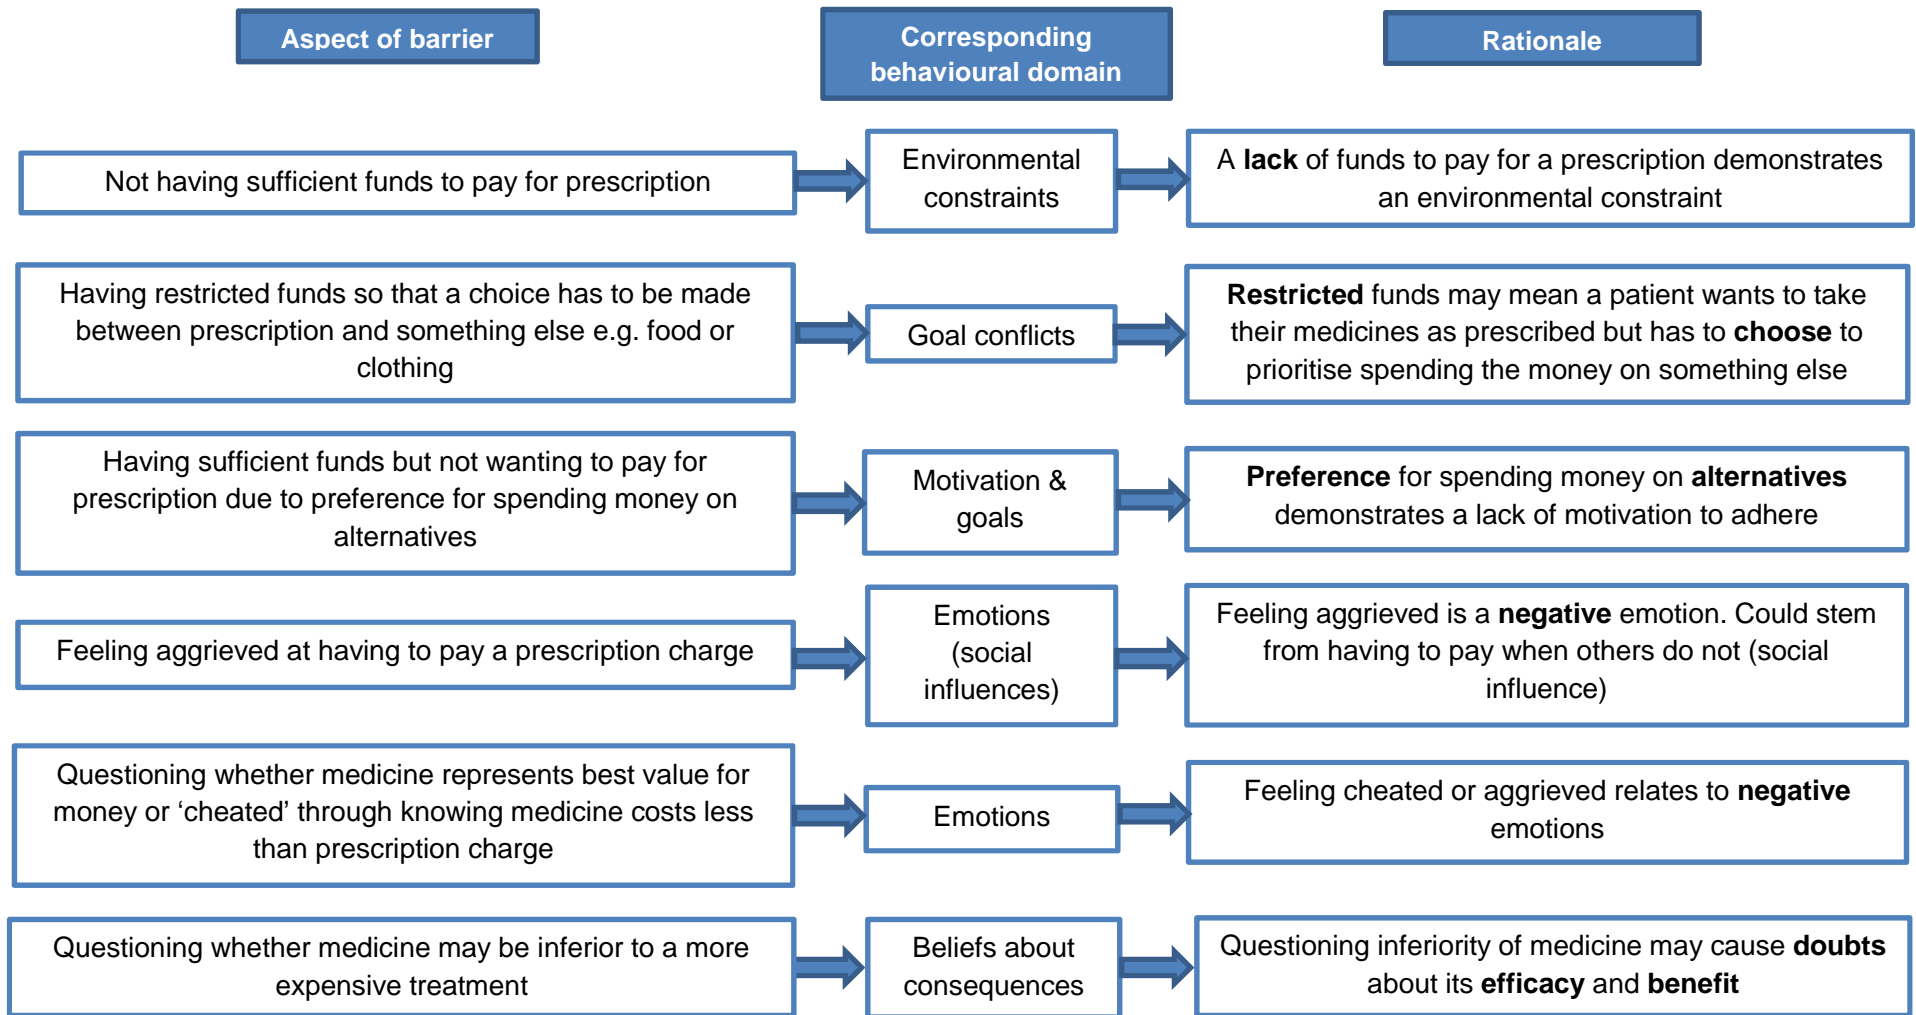 Aspect of barrier
Corresponding
behavioural domain
Rationale
Not having sufficient funds to pay for prescription
Environmental
constraints
A lack of funds to pay for a prescription demonstrates
an environmental constraint
Having restricted funds so that a choice has to be made
between prescription and something else e.g. food or
clothing
Goal conflicts
Restricted funds may mean a patient wants to take
their medicines as prescribed but has to choose to
prioritise spending the money on something else
Having sufficient funds but not wanting to pay for
prescription due to preference for spending money on
alternatives
Motivation &
goals
Preference for spending money on alternatives
demonstrates a lack of motivation to adhere
Feeling aggrieved at having to pay a prescription charge
Emotions
(social
influences)
Feeling aggrieved is a negative emotion. Could stem
from having to pay when others do not (social
influence)
Questioning whether medicine represents best value for
money or ‘cheated’ through knowing medicine costs less
than prescription charge
Emotions
Feeling cheated or aggrieved relates to negative
emotions
Questioning whether medicine may be inferior to a more
expensive treatment
Beliefs about
consequences
Questioning inferiority of medicine may cause doubts
about its efficacy and benefit